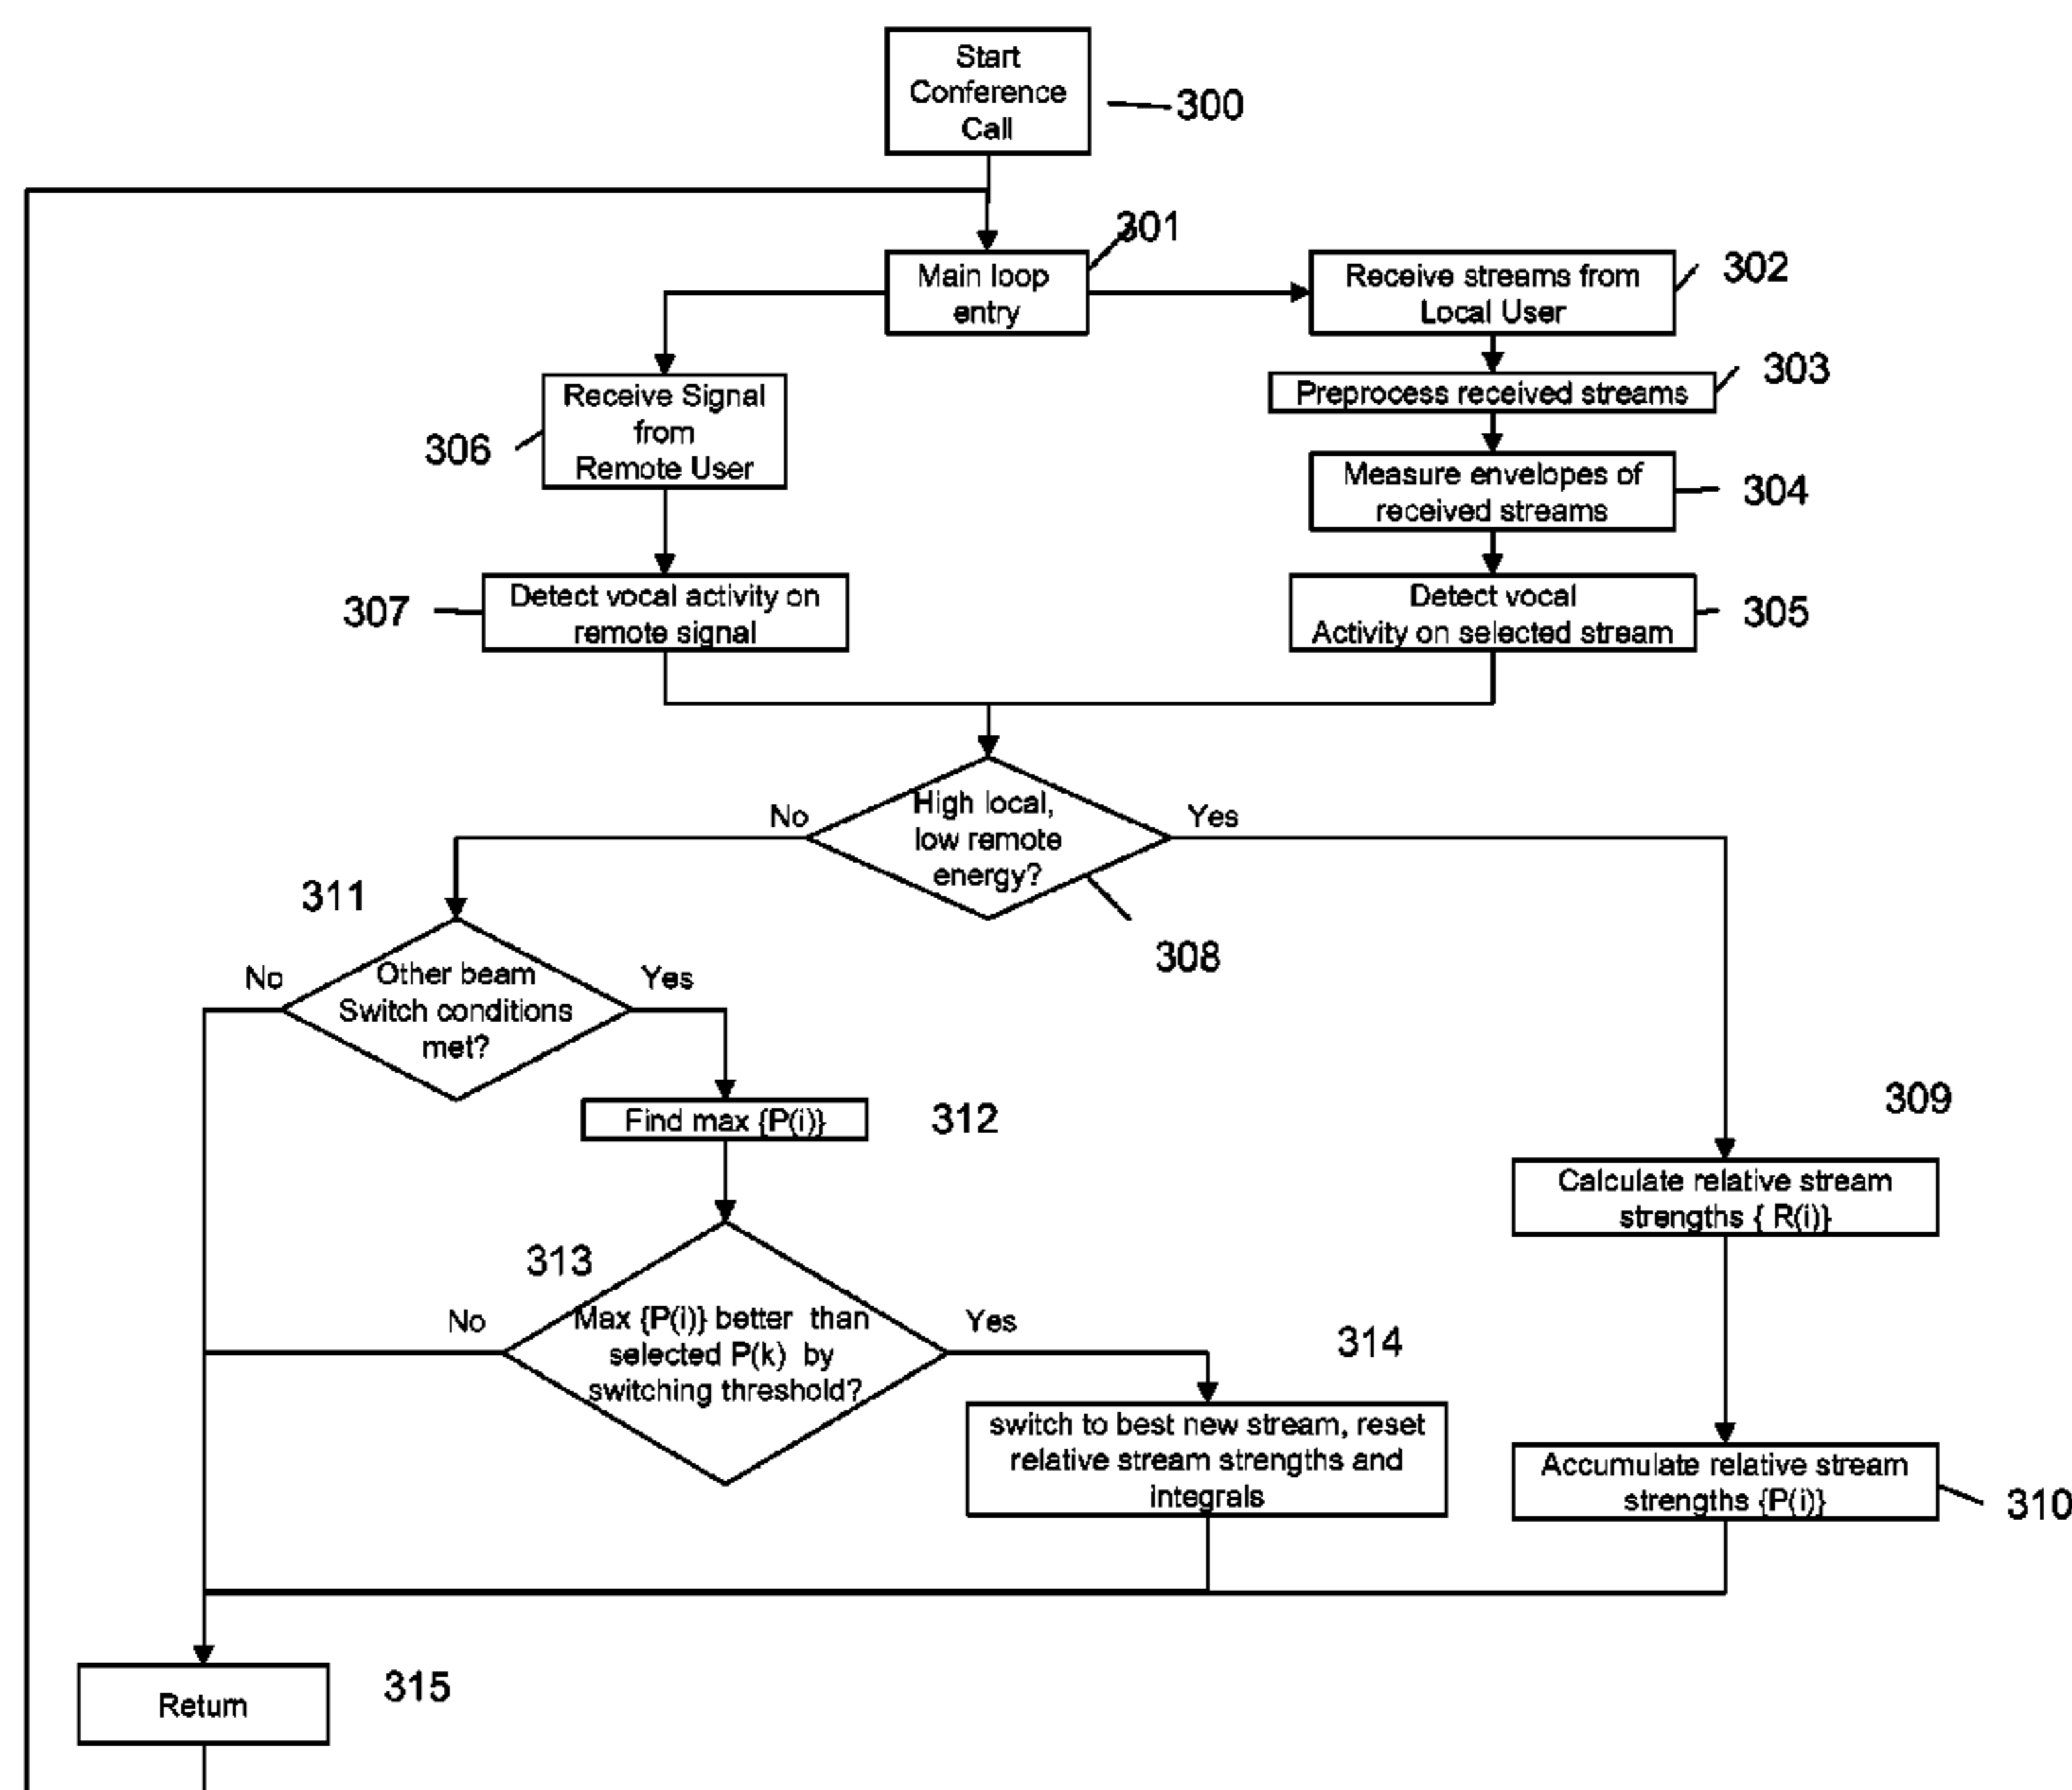 Start
Conference
Call
300
301
Main loop
entry
Receive streams from
Local User
302
Preprocess received streams
303
Receive Signal
from
Remote User
306
Measure envelopes of
received streams
304
Detect vocal activity on
remote signal
307
Detect vocal
Activity on selected stream
305
High local,
low remote
energy?
No
Yes
308
311
Other beam
Switch conditions
met?
No
Yes
Find max {P(i)}
312
309
Calculate relative stream
strengths { R(i)}
313
Max {P(i)} better than
selected P(k) by
switching threshold?
No
Yes
314
switch to best new stream, reset
relative stream strengths and
integrals
Accumulate relative stream
strengths {P(i)}
310
Return
315